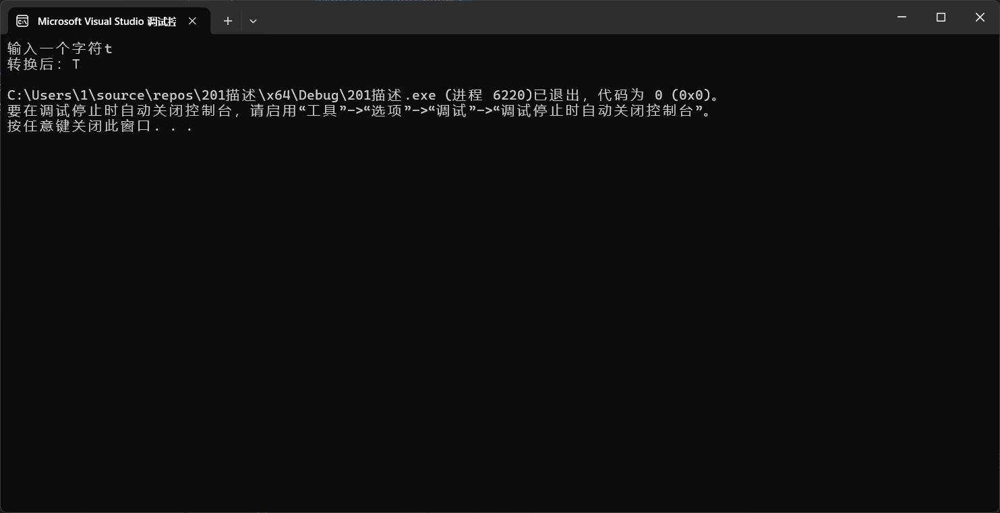 Microsoft Visual Studio 调试控
输入一个字符t
转换后：T
C:\Users\1\source\repos\201描述\x64\Debug\201描述.exe (进程 6220)已退出，代码为 0 (0x0)。
要在调试停止时自动关闭控制台，请启用“工具”->“选项”->“调试”->“调试停止时自动关闭控制台”。
按任意键关闭此窗口. . .